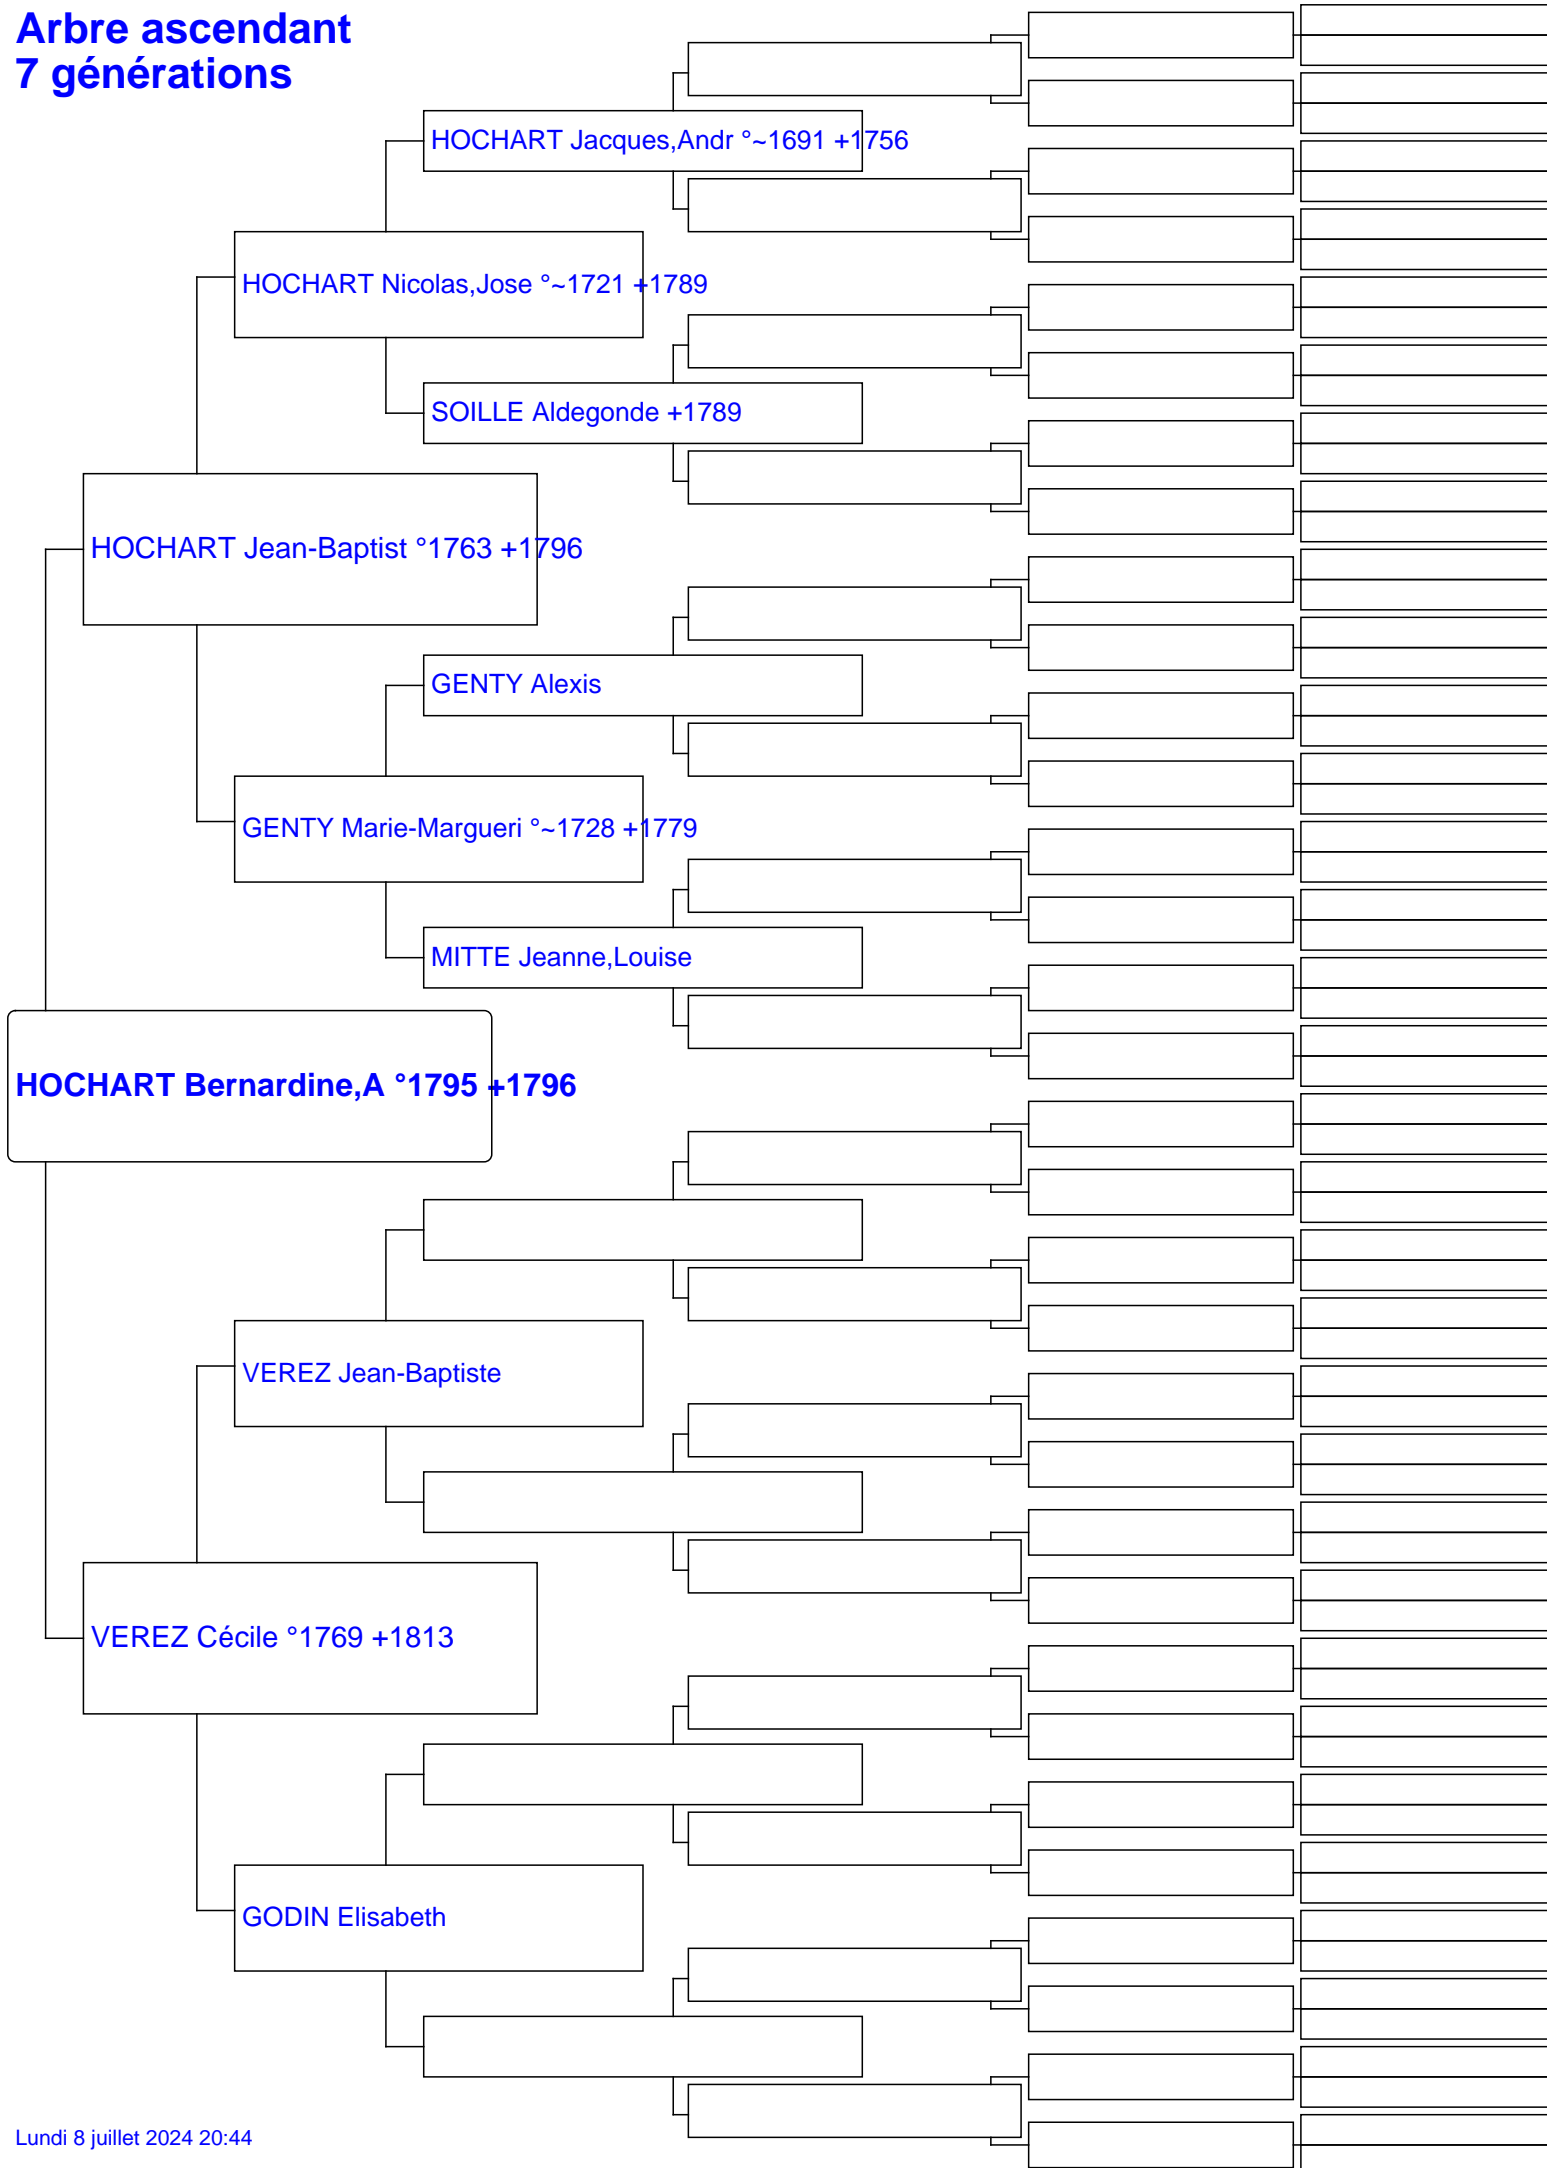 Arbre ascendant
7 générations
HOCHART Jacques,Andr °~1691 +1756
HOCHART Nicolas,Jose °~1721 +1789
SOILLE Aldegonde +1789
HOCHART Jean-Baptist °1763 +1796
GENTY Alexis
GENTY Marie-Margueri °~1728 +1779
MITTE Jeanne,Louise
HOCHART Bernardine,A °1795 +1796
VEREZ Jean-Baptiste
VEREZ Cécile °1769 +1813
GODIN Elisabeth
Lundi 8 juillet 2024 20:44